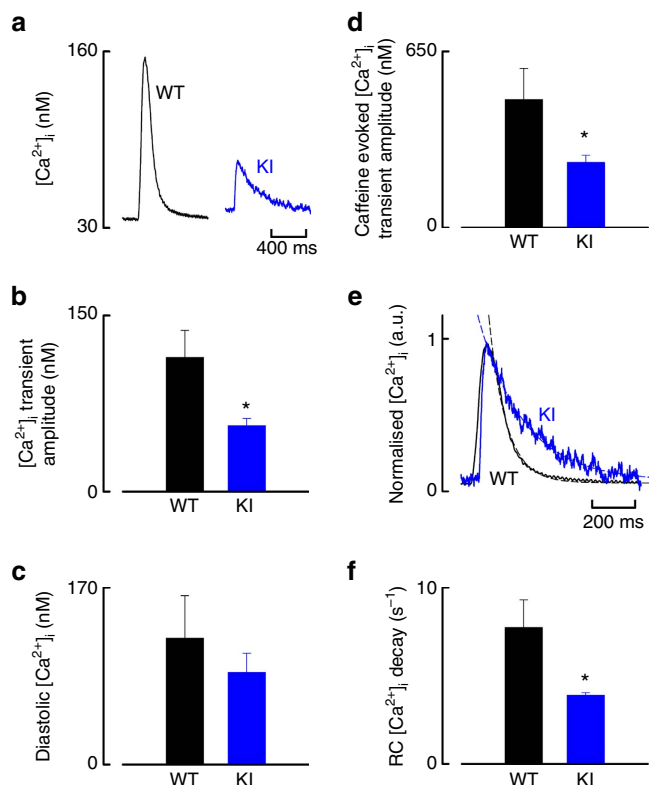 a
160
[Ca²⁺]ᵢ (nM)
30
WT
KI
400 ms
b
150
[Ca²⁺]ᵢ transient
amplitude (nM)
*
0
WT KI
c
170
Diastolic [Ca²⁺]ᵢ (nM)
0
WT KI
d
650
Caffeine evoked [Ca²⁺]ᵢ
transient amplitude (nM)
*
0
WT KI
e
1
Normalised [Ca²⁺]ᵢ (a.u.)
KI
WT
0
200 ms
f
10
RC [Ca²⁺]ᵢ decay (s⁻¹)
*
0
WT KI